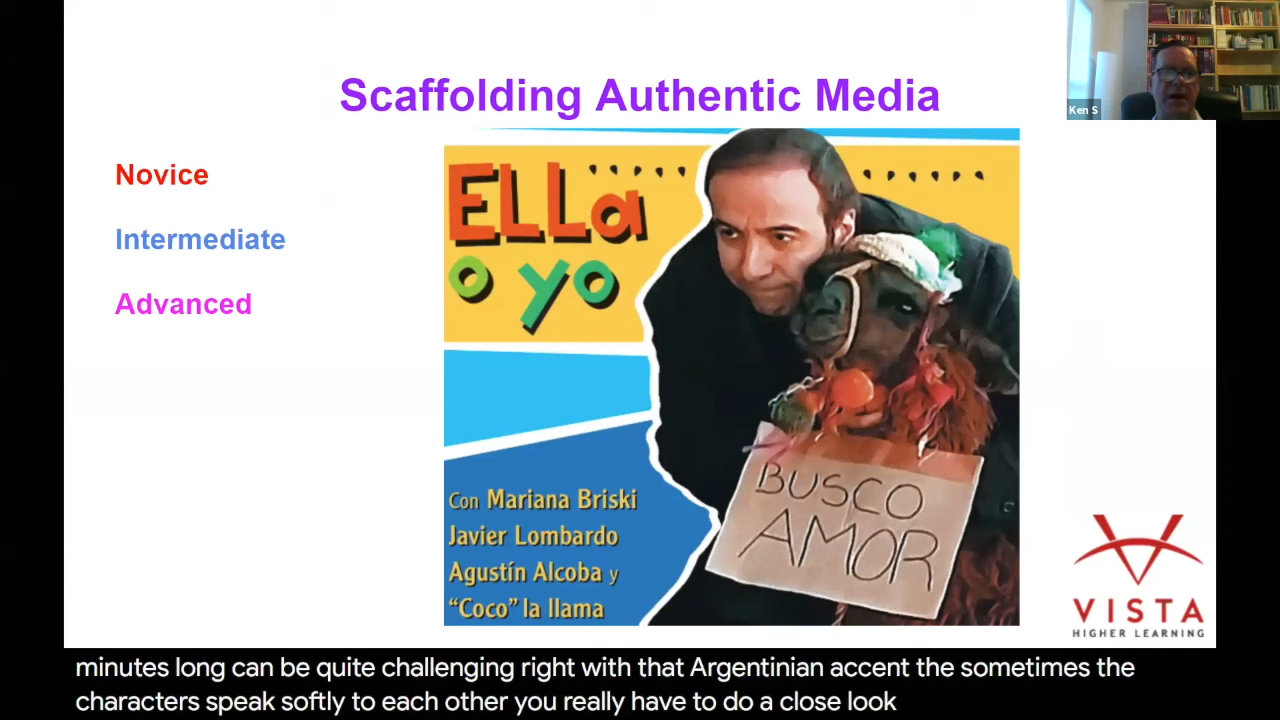 Scaffolding Authentic Media
Ken S
Novice
Intermediate
Advanced
ELLa
o yo
Con Mariana Briski
Javier Lombardo
Agustín Alcoba y
“Coco” la llama
BUSCO
AMOR
VISTA
HIGHER LEARNING
minutes long can be quite challenging right with that Argentinian accent the sometimes the
characters speak softly to each other you really have to do a close look